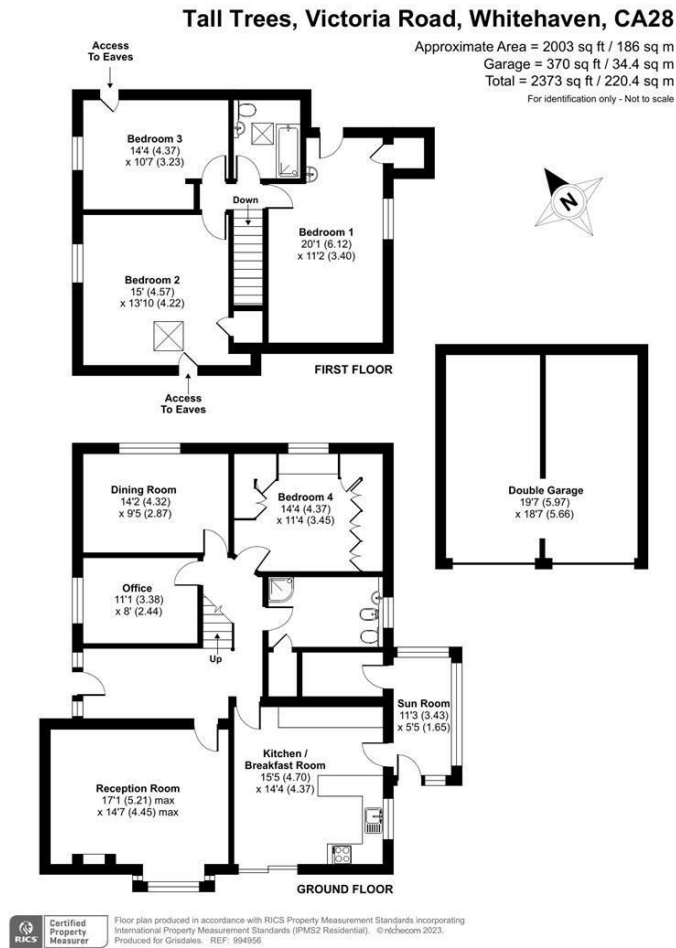 Tall Trees, Victoria Road, Whitehaven, CA28
Approximate Area = 2003 sq ft / 186 sq m
Garage = 370 sq ft / 34.4 sq m
Total = 2373 sq ft / 220.4 sq m
For identification only - Not to scale
Access
To Eaves
Bedroom 3
14'4 (4.37)
x 10'7 (3.23)
Down
Bedroom 1
20'1 (6.12)
x 11'2 (3.40)
N
Bedroom 2
15' (4.57)
x 13'10 (4.22)
FIRST FLOOR
Access
To Eaves
Dining Room
14'2 (4.32)
x 9'5 (2.87)
Bedroom 4
14'4 (4.37)
x 11'4 (3.45)
Double Garage
19'7 (5.97)
x 18'7 (5.66)
Office
11'1 (3.38)
x 8' (2.44)
Up
Sun Room
11'3 (3.43)
x 5'5 (1.65)
Kitchen /
Breakfast Room
15'5 (4.70)
x 14'4 (4.37)
Reception Room
17'1 (5.21) max
x 14'7 (4.45) max
GROUND FLOOR
RICS
Certified
Property
Measurer
Floor plan produced in accordance with RICS Property Measurement Standards incorporating
International Property Measurement Standards (IPMS2 Residential). © nichecom 2023.
Produced for Grisdales. REF: 994956